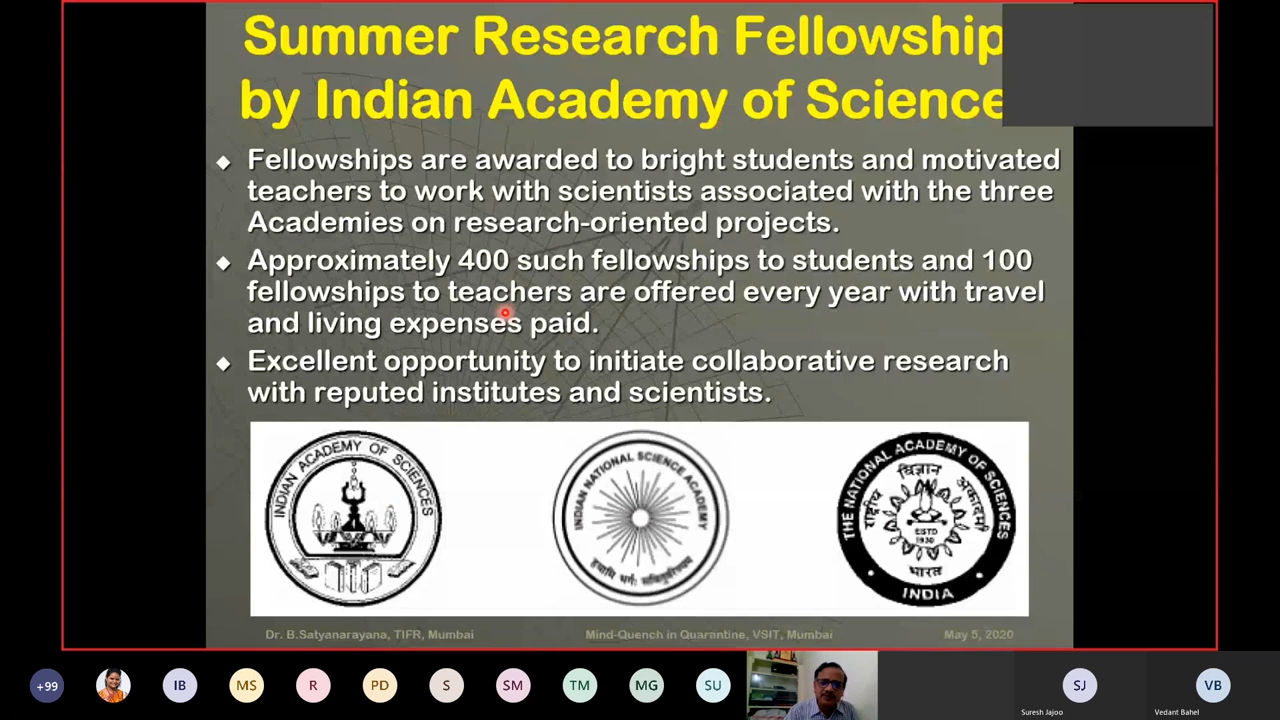 Summer Research Fellowship
by Indian Academy of Science
Fellowships are awarded to bright students and motivated
teachers to work with scientists associated with the three
Academies on research-oriented projects.
Approximately 400 such fellowships to students and 100
fellowships to teachers are offered every year with travel
and living expenses paid.
Excellent opportunity to initiate collaborative research
with reputed institutes and scientists.
INDIAN ACADEMY OF SCIENCES
INDIAN NATIONAL SCIENCE ACADEMY
THE NATIONAL ACADEMY OF SCIENCES
INDIA
राष्ट्रीय विज्ञान अकादमी
ESTD
1930
भारत
Dr. B.Satyanarayana, TIFR, Mumbai
Mind-Quench in Quarantine, VSIT, Mumbai
May 5, 2020
+99
IB
MS
R
PD
S
SM
TM
MG
SU
SJ
VB
Suresh Jajoo
Vedant Bahel